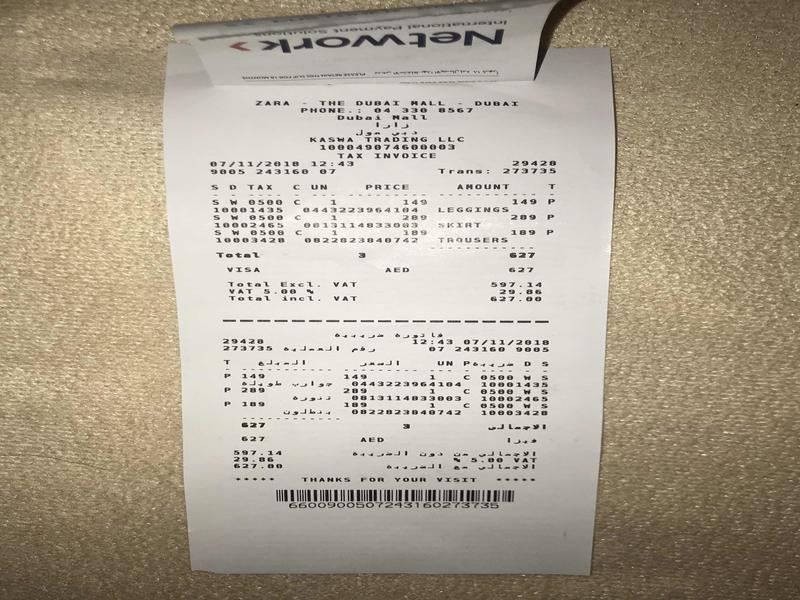 Network>
International Payment Solutions
ZARA - THE DUBAI MALL - DUBAI
PHONE.: 04 330 8567
Dubai Mall
زارا
دبي مول
KASWA TRADING LLC
100049074600003
TAX INVOICE
07/11/2018 12:43 29428
9005 243160 07 Trans: 273735
S D TAX C UN PRICE AMOUNT T
S W 0500 C 1 149 149 P
10001435 0443223964104 LEGGINGS
S W 0500 C 1 289 289 P
10002465 0813114833003 SKIRT
S W 0500 C 1 189 189 P
10003428 0822823840742 TROUSERS
Total 3 627
VISA AED 627
Total Excl. VAT 597.14
VAT 5.00 % 29.86
Total incl. VAT 627.00
فاتورة ضريبية
29428 12:43 07/11/2018
273735 رقم العملية 07 243160 9005
T المبلغ السعر UN ضريبة D S
P 149 149 1 C 0500 W S
جوارب طويلة 0443223964104 10001435
P 289 289 1 C 0500 W S
تنورة 0813114833003 10002465
P 189 189 1 C 0500 W S
بنطلون 0822823840742 10003428
627 3 الاجمالى
627 AED فيزا
597.14 الاجمالي من دون الضريبة
29.86 % 5.00 VAT
627.00 الاجمالي مع الضريبة
***** THANKS FOR YOUR VISIT *****
6600900507243160273735